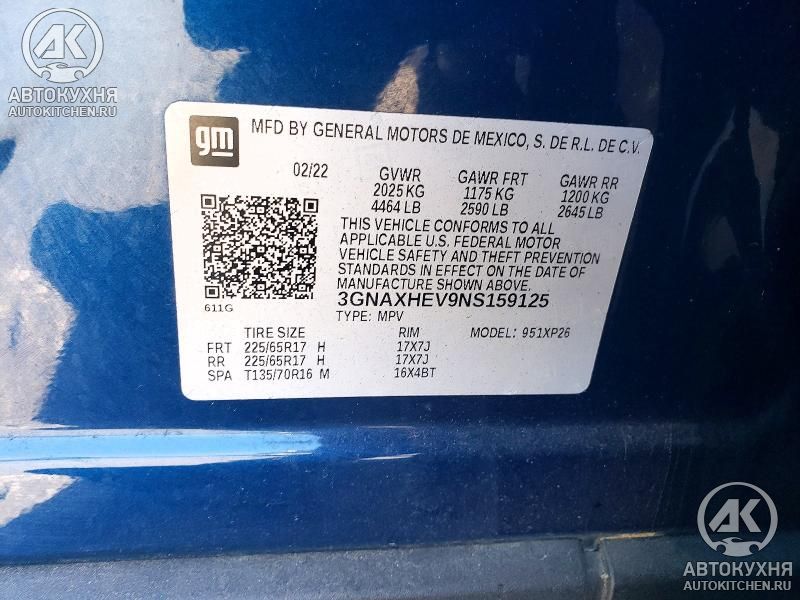 АК
АВТОКУХНЯ
AUTOKITCHEN.RU
gm
MFD BY GENERAL MOTORS DE MEXICO, S. DE R.L. DE C.V.
02/22 GVWR GAWR FRT GAWR RR
2025 KG 1175 KG 1200 KG
4464 LB 2590 LB 2645 LB
THIS VEHICLE CONFORMS TO ALL
APPLICABLE U.S. FEDERAL MOTOR
VEHICLE SAFETY AND THEFT PREVENTION
STANDARDS IN EFFECT ON THE DATE OF
MANUFACTURE SHOWN ABOVE.
611G
3GNAXHEV9NS159125
TYPE: MPV
TIRE SIZE RIM MODEL: 951XP26
FRT 225/65R17 H 17X7J
RR 225/65R17 H 17X7J
SPA T135/70R16 M 16X4BT
АК
АВТОКУХНЯ
AUTOKITCHEN.RU